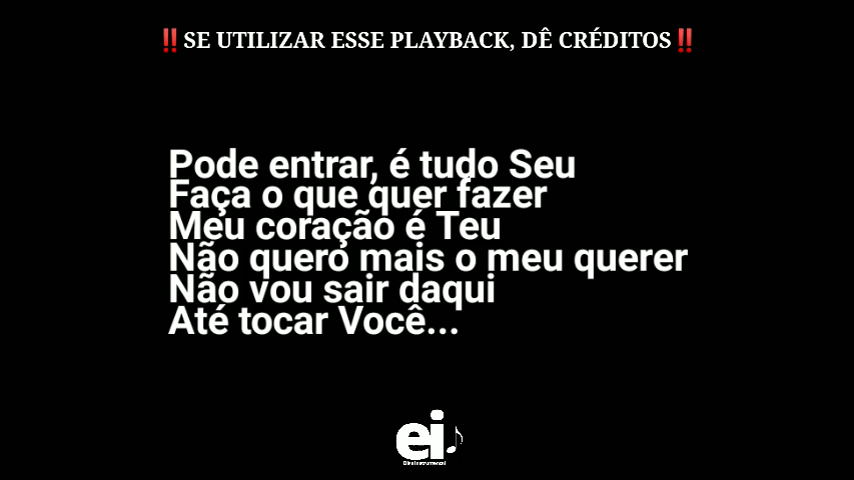 ‼️SE UTILIZAR ESSE PLAYBACK, DÊ CRÉDITOS‼️
Pode entrar, é tudo Seu
Faça o que quer fazer
Meu coração é Teu
Não quero mais o meu querer
Não vou sair daqui
Até tocar Você...
ei